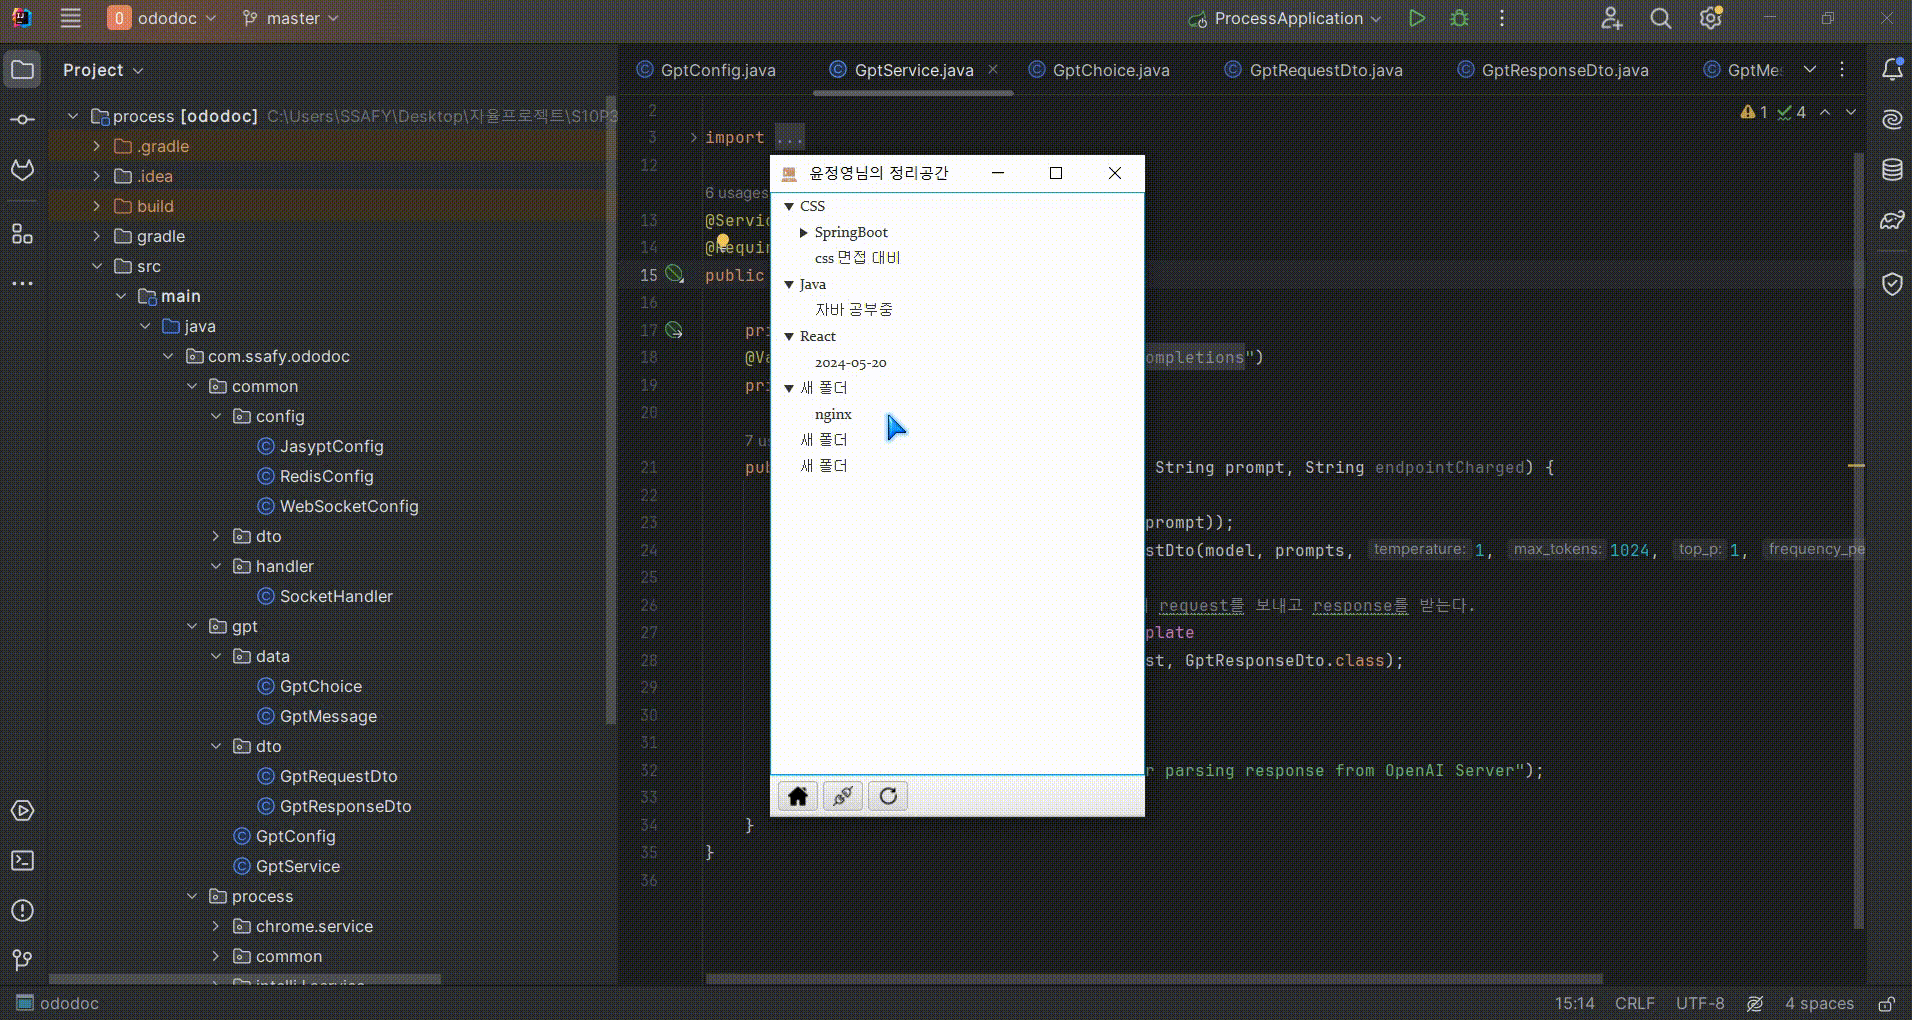 ododoc
master
ProcessApplication
Project
process [ododoc] C:\Users\SSAFY\Desktop\자율프로젝트\S10P3
.gradle
.idea
build
gradle
src
main
java
com.ssafy.ododoc
common
config
JasyptConfig
RedisConfig
WebSocketConfig
dto
handler
SocketHandler
gpt
data
GptChoice
GptMessage
dto
GptRequestDto
GptResponseDto
GptConfig
GptService
process
chrome.service
common
GptConfig.java GptService.java GptChoice.java GptRequestDto.java GptResponseDto.java GptMes
1 4
2
3 import ...
12
6 usages
13 @Servic
14 @Requir
15 public
16
17 pri
18 @Va ompletions")
19 pri
20
7 us
21 pub String prompt, String endpointCharged) {
22
23 prompt));
24 stDto(model, prompts, temperature: 1, max_tokens: 1024, top_p: 1, frequency_pe
25
26 request를 보내고 response를 받는다.
27 plate
28 st, GptResponseDto.class);
29
30
31
32 r parsing response from OpenAI Server");
33
34 }
35 }
36
윤정영님의 정리공간
CSS
SpringBoot
css 면접 대비
Java
자바 공부중
React
2024-05-20
새 폴더
nginx
새 폴더
새 폴더
ododoc
15:14 CRLF UTF-8 4 spaces